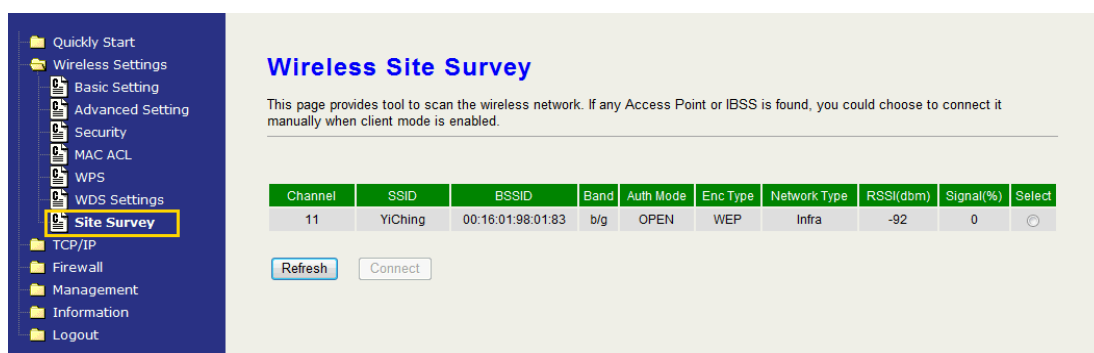 Quickly Start
Wireless Settings
Basic Setting
Advanced Setting
Security
MAC ACL
WPS
WDS Settings
Site Survey
TCP/IP
Firewall
Management
Information
Logout
Wireless Site Survey
This page provides tool to scan the wireless network. If any Access Point or IBSS is found, you could choose to connect it
manually when client mode is enabled.
Channel SSID BSSID Band Auth Mode Enc Type Network Type RSSI(dbm) Signal(%) Select
11 YiChing 00:16:01:98:01:83 b/g OPEN WEP Infra -92 0
Refresh Connect